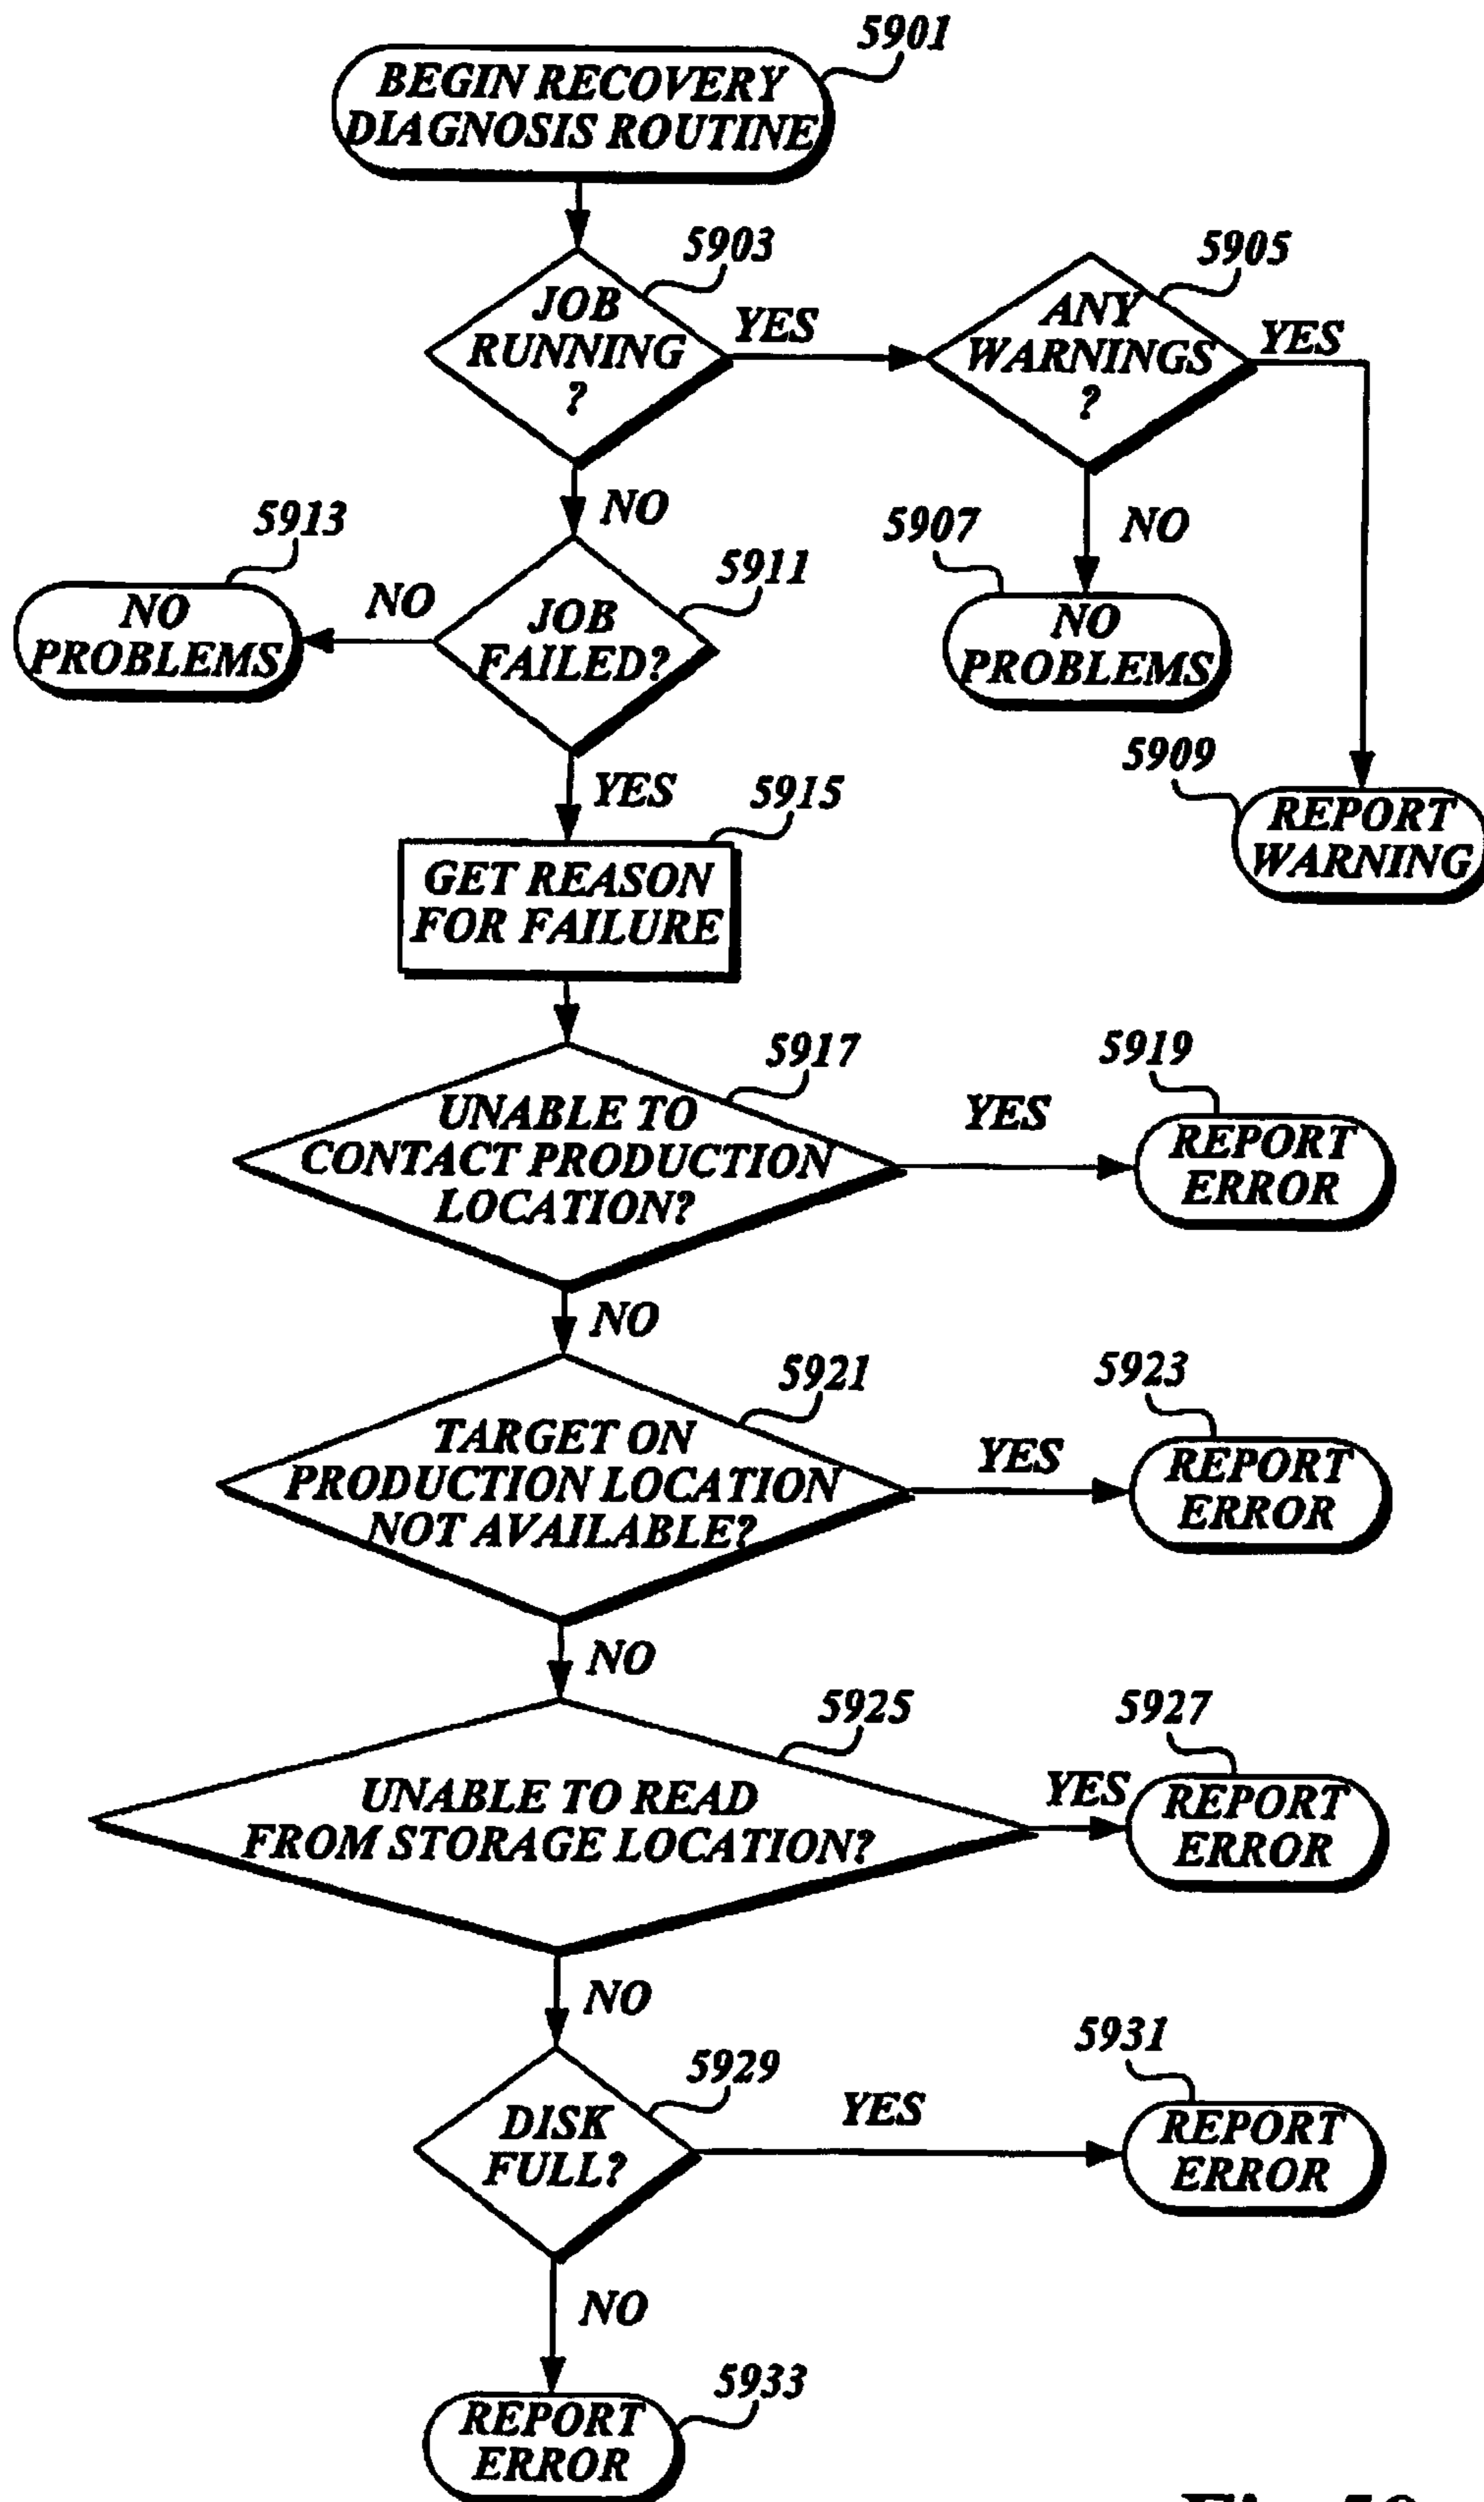 5901
BEGIN RECOVERY
DIAGNOSIS ROUTINE
5903
JOB
RUNNING
?
YES
5905
ANY
WARNINGS
?
YES
NO
NO
5907
NO
PROBLEMS
5909
REPORT
WARNING
5911
JOB
FAILED?
NO
5913
NO
PROBLEMS
YES
5915
GET REASON
FOR FAILURE
5917
UNABLE TO
CONTACT PRODUCTION
LOCATION?
YES
5919
REPORT
ERROR
NO
5921
TARGET ON
PRODUCTION LOCATION
NOT AVAILABLE?
YES
5923
REPORT
ERROR
NO
5925
UNABLE TO READ
FROM STORAGE LOCATION?
YES
5927
REPORT
ERROR
NO
5929
DISK
FULL?
YES
5931
REPORT
ERROR
NO
5933
REPORT
ERROR